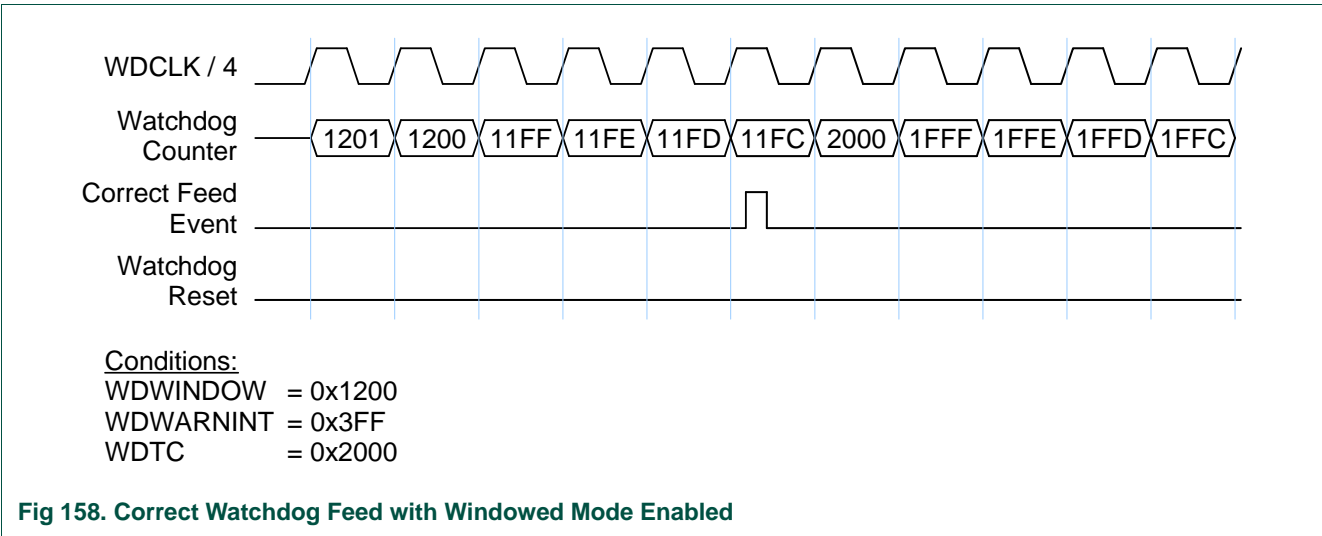 WDCLK / 4
Watchdog
Counter
1201 1200 11FF 11FE 11FD 11FC 2000 1FFF 1FFE 1FFD 1FFC
Correct Feed
Event
Watchdog
Reset
Conditions:
WDWINDOW = 0x1200
WDWARNINT = 0x3FF
WDTC = 0x2000
Fig 158. Correct Watchdog Feed with Windowed Mode Enabled